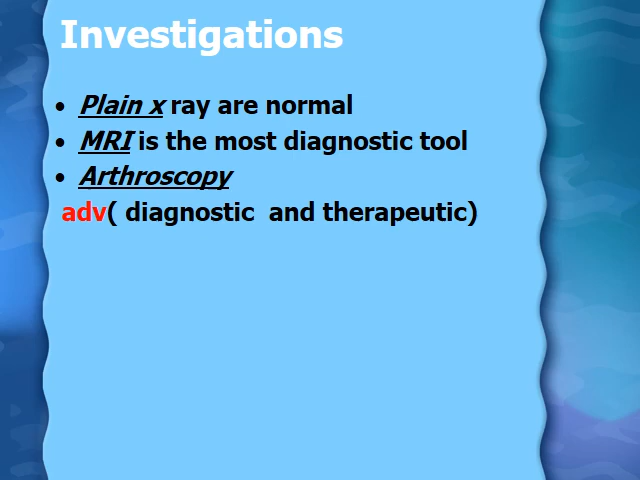 Investigations
• Plain x ray are normal
• MRI is the most diagnostic tool
• Arthroscopy
adv( diagnostic  and therapeutic)